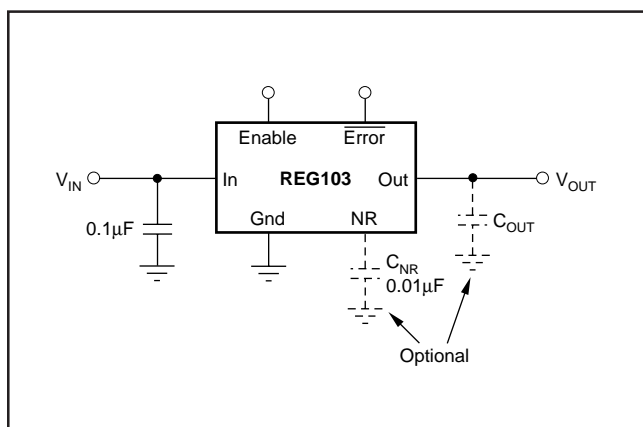 Enable
Error
V_IN
In
REG103
Out
V_OUT
0.1µF
Gnd
NR
C_OUT
C_NR
0.01µF
Optional